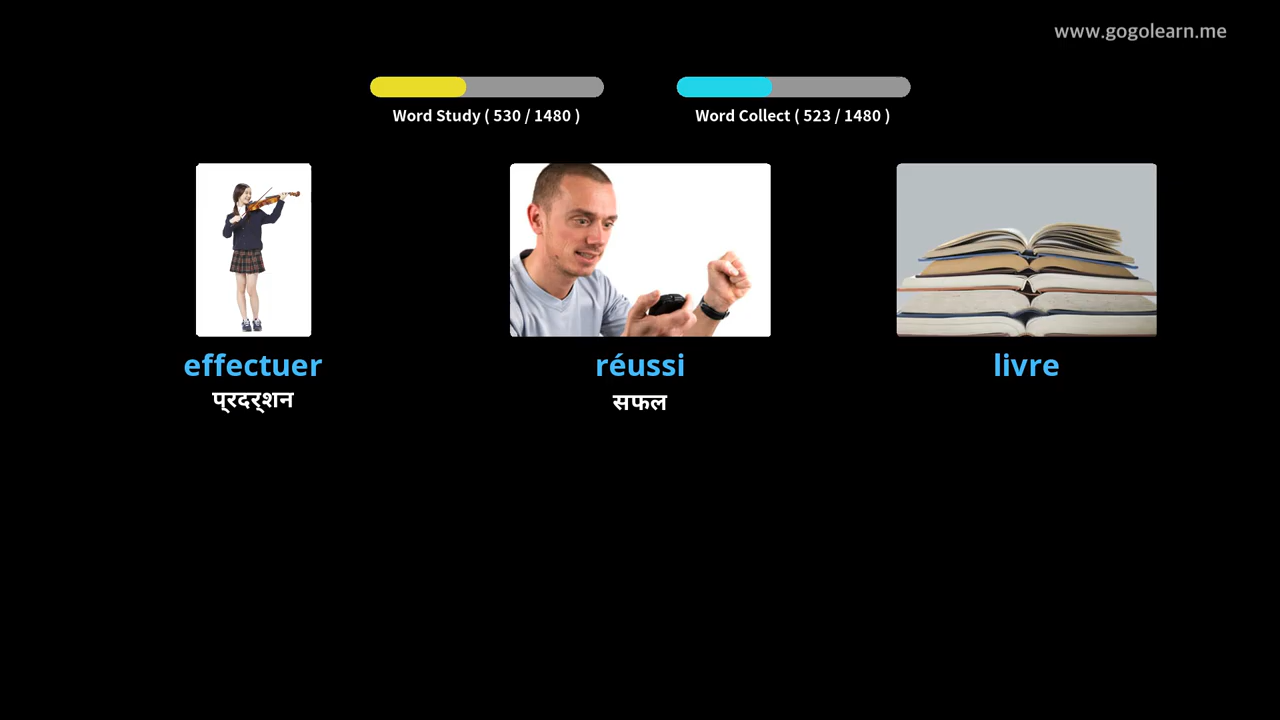 www.gogolearn.me
Word Study ( 530 / 1480 )
Word Collect ( 523 / 1480 )
effectuer
प्रदर्शन
réussi
सफल
livre